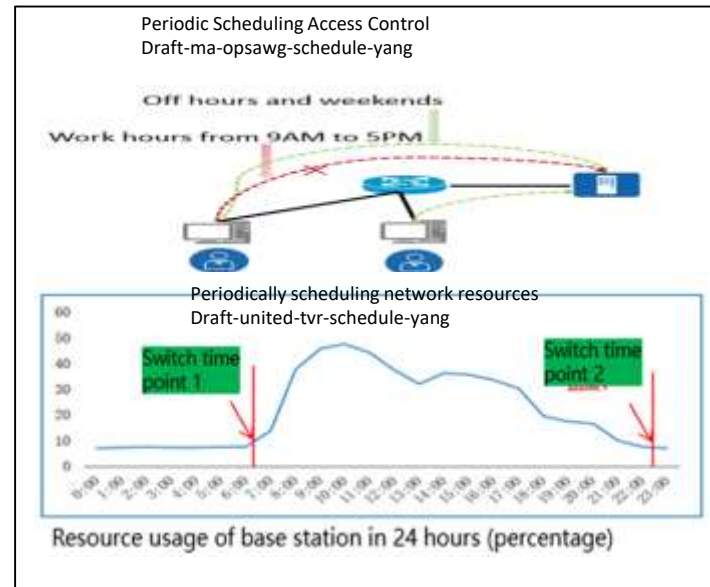 Periodic Scheduling Access Control
Draft-ma-opsawg-schedule-yang
Off hours and weekends
Work hours from 9AM to 5PM
Periodically scheduling network resources
Draft-united-tvr-schedule-yang
60
50
40
30
20
10
0
Switch time
point 1
Switch time
point 2
0:00 1:00 2:00 3:00 4:00 5:00 6:00 7:00 8:00 9:00 10:00 11:00 12:00 13:00 14:00 15:00 16:00 17:00 18:00 19:00 20:00 21:00 22:00 23:00
Resource usage of base station in 24 hours (percentage)